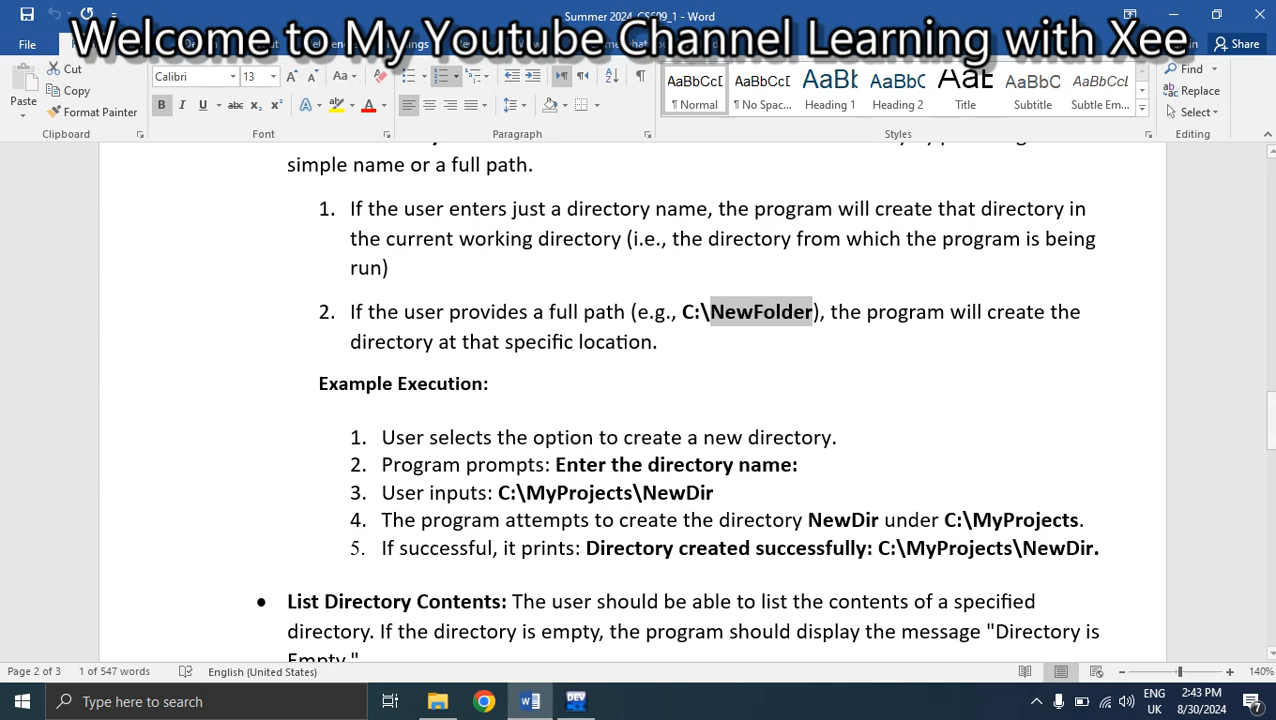 Summer 2024_CS609_1 - Word
Welcome to My Youtube Channel Learning with Xee
File
Share
Cut
Copy
Paste
Format Painter
Clipboard
Calibri
13
Font
Paragraph
AaBbCcD
¶ Normal
AaBbCcD
¶ No Spac...
AaBbC
Heading
AaBbCc
Heading 2
AaB
Title
AaBbCcD
Subtitle
AaBbCcD
Subtle Em...
Styles
Find
Replace
Select
Editing
simple name or a full path.
1. If the user enters just a directory name, the program will create that directory in
the current working directory (i.e., the directory from which the program is being
run)
2. If the user provides a full path (e.g., C:\NewFolder), the program will create the
directory at that specific location.
Example Execution:
1. User selects the option to create a new directory.
2. Program prompts: Enter the directory name:
3. User inputs: C:\MyProjects\NewDir
4. The program attempts to create the directory NewDir under C:\MyProjects.
5. If successful, it prints: Directory created successfully: C:\MyProjects\NewDir.
• List Directory Contents: The user should be able to list the contents of a specified
directory. If the directory is empty, the program should display the message "Directory is
Empty."
Page 2 of 3
1 of 547 words
English (United States)
140%
Type here to search
DEV
ENG
UK
2:43 PM
8/30/2024
7